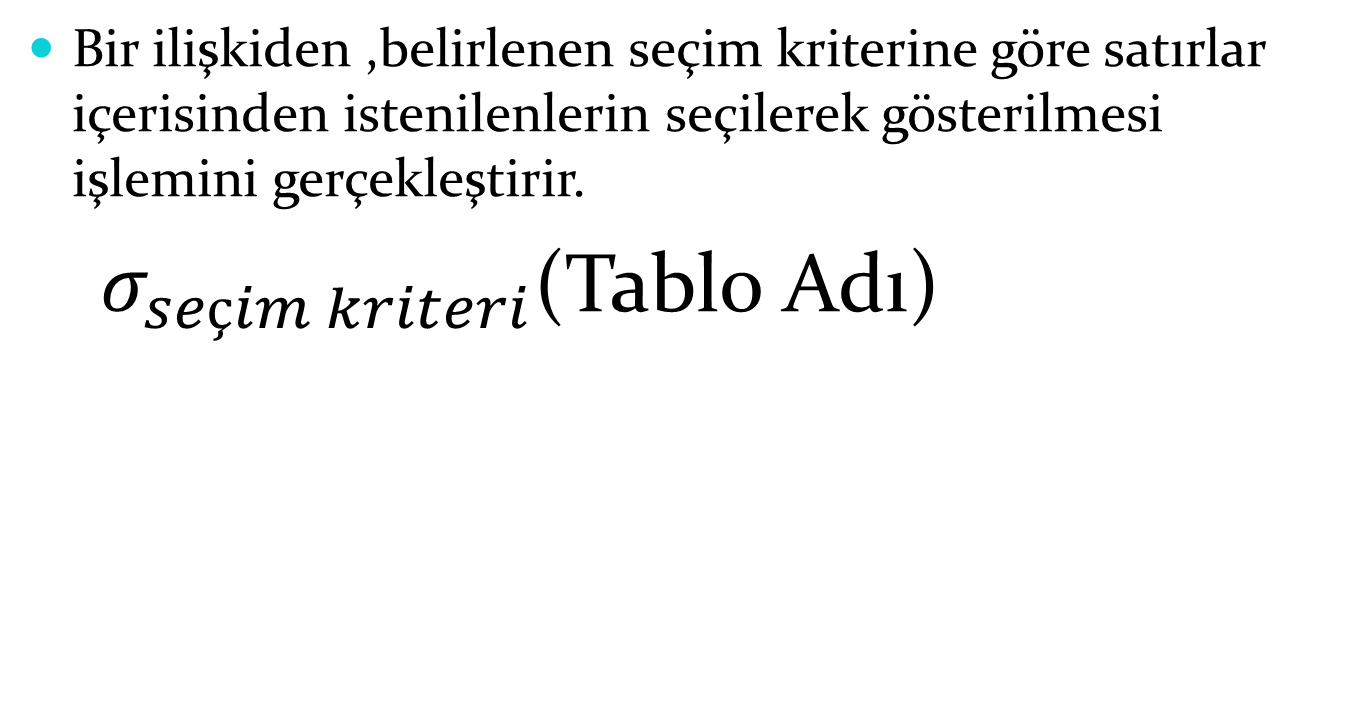 • Bir ilişkiden ,belirlenen seçim kriterine göre satırlar
içerisinden istenilenlerin seçilerek gösterilmesi
işlemini gerçekleştirir.
𝜎seçim kriteri(Tablo Adı)